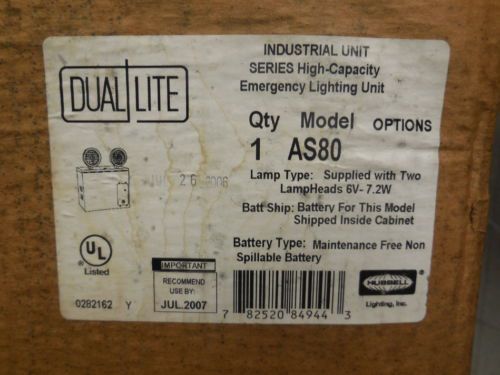 DUAL LITE
INDUSTRIAL UNIT
SERIES High-Capacity
Emergency Lighting Unit
Qty Model OPTIONS
1 AS80
JUL 26 2006
Lamp Type: Supplied with Two
LampHeads 6V- 7.2W
Batt Ship: Battery For This Model
Shipped Inside Cabinet
Battery Type: Maintenance Free Non
Spillable Battery
UL
Listed
0282162 Y
IMPORTANT
RECOMMEND
USE BY:
JUL.2007
7 82520 84944 3
HUBBELL
Lighting, Inc.